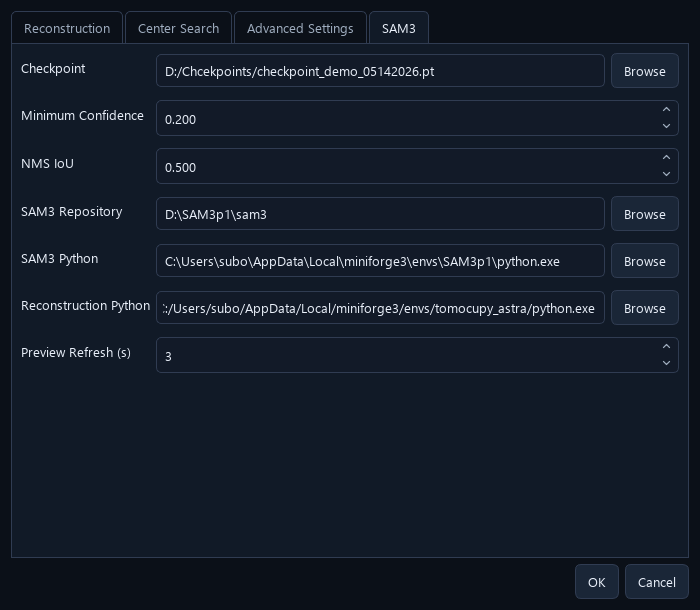 Reconstruction Center Search Advanced Settings SAM3
Checkpoint D:/Chcekpoints/checkpoint_demo_05142026.pt Browse
Minimum Confidence 0.200
NMS IoU 0.500
SAM3 Repository D:\SAM3p1\sam3 Browse
SAM3 Python C:\Users\subo\AppData\Local\miniforge3\envs\SAM3p1\python.exe Browse
Reconstruction Python :/Users/subo/AppData/Local/miniforge3/envs/tomocupy_astra/python.exe Browse
Preview Refresh (s) 3
OK Cancel